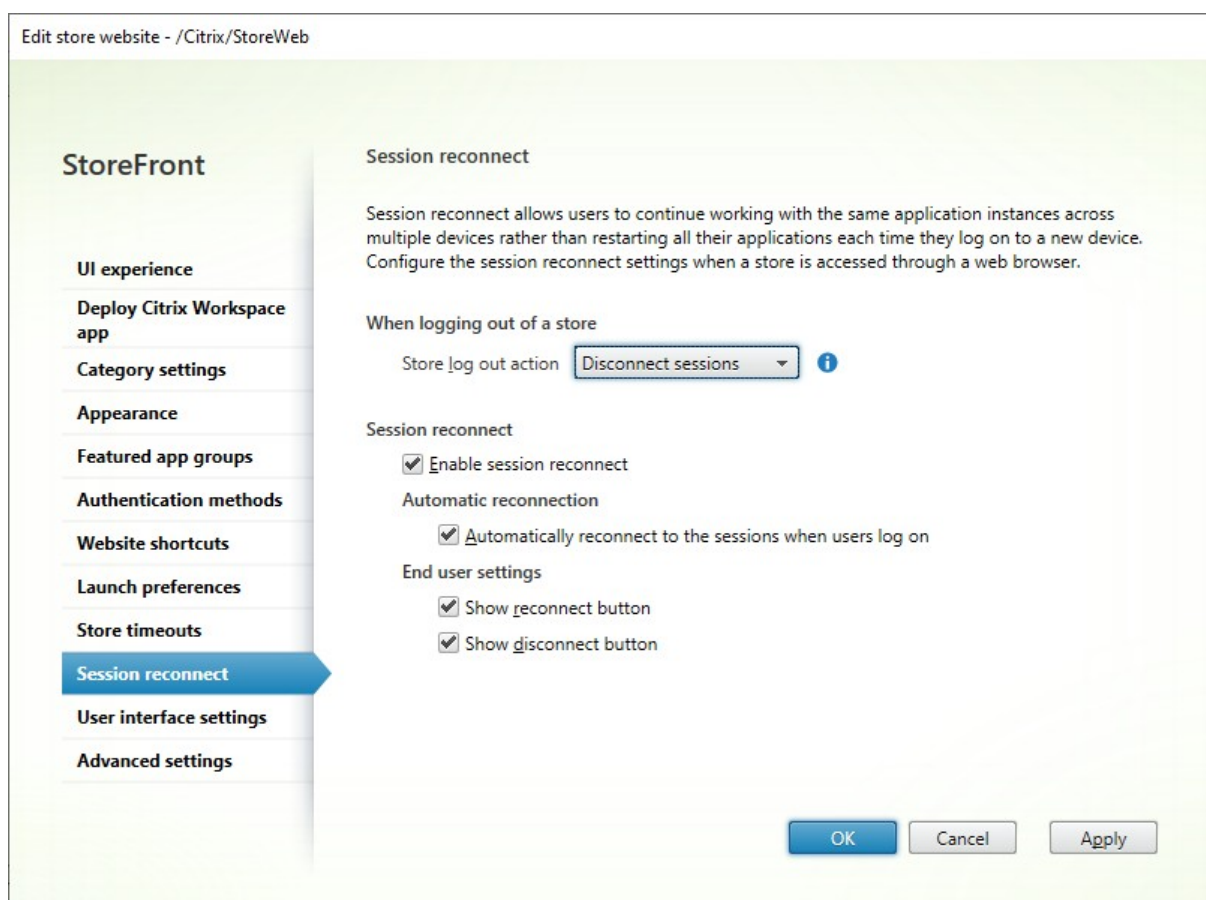 Edit store website - /Citrix/StoreWeb
StoreFront
UI experience
Deploy Citrix Workspace
app
Category settings
Appearance
Featured app groups
Authentication methods
Website shortcuts
Launch preferences
Store timeouts
Session reconnect
User interface settings
Advanced settings
Session reconnect
Session reconnect allows users to continue working with the same application instances across
multiple devices rather than restarting all their applications each time they log on to a new device.
Configure the session reconnect settings when a store is accessed through a web browser.
When logging out of a store
Store log out action Disconnect sessions i
Session reconnect
Enable session reconnect
Automatic reconnection
Automatically reconnect to the sessions when users log on
End user settings
Show reconnect button
Show disconnect button
OK Cancel Apply